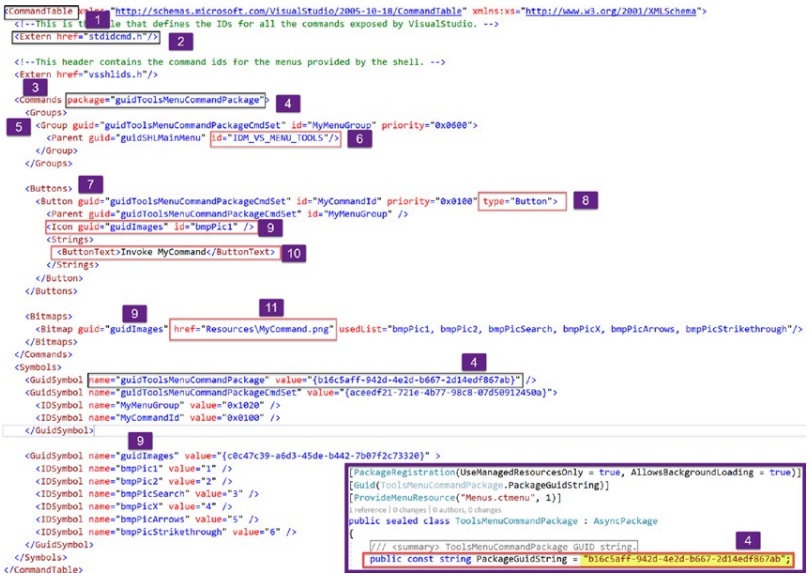 <CommandTable xmlns="http://schemas.microsoft.com/VisualStudio/2005-10-18/CommandTable" xmlns:xs="http://www.w3.org/2001/XMLSchema">
1
<!--This is the file that defines the IDs for all the commands exposed by VisualStudio. -->
<Extern href="stdidcmd.h"/>
2
<!--This header contains the command ids for the menus provided by the shell. -->
<Extern href="vsshlids.h"/>
3
<Commands package="guidToolsMenuCommandPackage">
4
<Groups>
5
<Group guid="guidToolsMenuCommandPackageCmdSet" id="MyMenuGroup" priority="0x0600">
<Parent guid="guidSHLMainMenu" id="IDM_VS_MENU_TOOLS"/>
6
</Group>
</Groups>
<Buttons>
7
<Button guid="guidToolsMenuCommandPackageCmdSet" id="MyCommandId" priority="0x0100" type="Button">
8
<Parent guid="guidToolsMenuCommandPackageCmdSet" id="MyMenuGroup" />
<Icon guid="guidImages" id="bmpPic1" />
9
<Strings>
<ButtonText>Invoke MyCommand</ButtonText>
10
</Strings>
</Button>
</Buttons>
<Bitmaps>
9
11
<Bitmap guid="guidImages" href="Resources\MyCommand.png" usedList="bmpPic1, bmpPic2, bmpPicSearch, bmpPicX, bmpPicArrows, bmpPicStrikethrough"/>
</Bitmaps>
</Commands>
<Symbols>
4
<GuidSymbol name="guidToolsMenuCommandPackage" value="{b16c5aff-942d-4e2d-b667-2d14edf867ab}" />
<GuidSymbol name="guidToolsMenuCommandPackageCmdSet" value="{aceedf21-721e-4b77-98c8-07d50912450a}">
<IDSymbol name="MyMenuGroup" value="0x1020" />
<IDSymbol name="MyCommandId" value="0x0100" />
</GuidSymbol>
9
<GuidSymbol name="guidImages" value="{c0c47c39-a6d3-45de-b442-7b07f2c73320}" >
<IDSymbol name="bmpPic1" value="1" />
<IDSymbol name="bmpPic2" value="2" />
<IDSymbol name="bmpPicSearch" value="3" />
<IDSymbol name="bmpPicX" value="4" />
<IDSymbol name="bmpPicArrows" value="5" />
<IDSymbol name="bmpPicStrikethrough" value="6" />
</GuidSymbol>
</Symbols>
</CommandTable>
[PackageRegistration(UseManagedResourcesOnly = true, AllowsBackgroundLoading = true)]
[Guid(ToolsMenuCommandPackage.PackageGuidString)]
[ProvideMenuResource("Menus.ctmenu", 1)]
1 reference | 0 changes | 0 authors, 0 changes
public sealed class ToolsMenuCommandPackage : AsyncPackage
{
/// <summary> ToolsMenuCommandPackage GUID string.
4
public const string PackageGuidString = "b16c5aff-942d-4e2d-b667-2d14edf867ab";